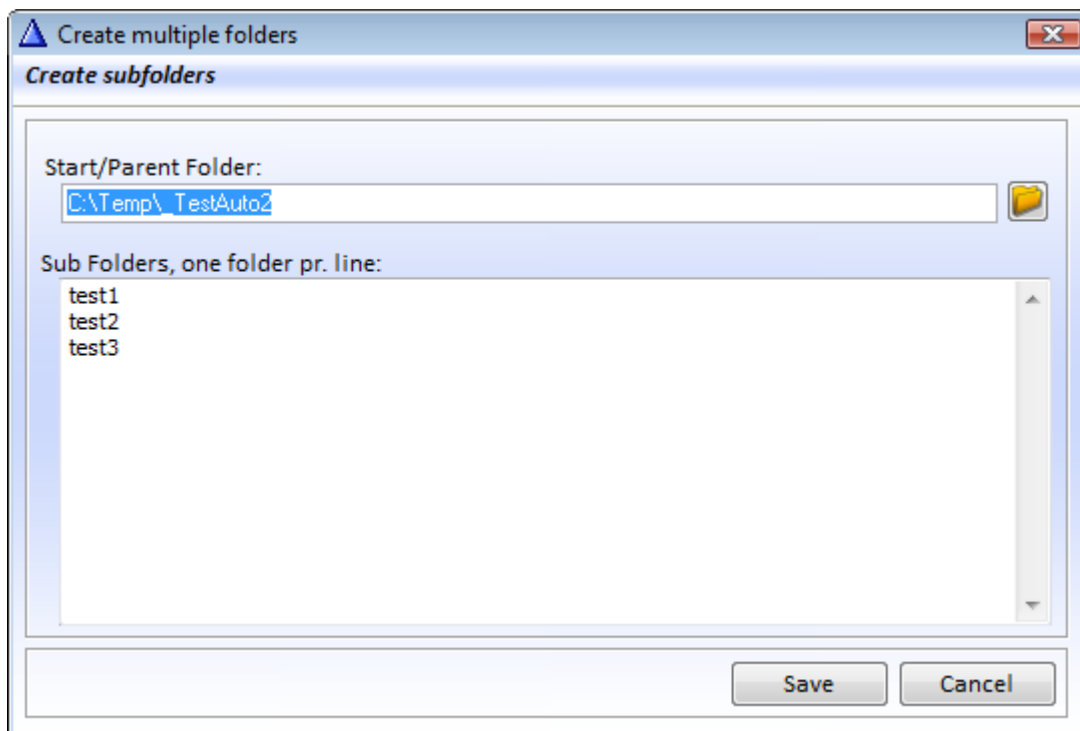 Create multiple folders
Create subfolders
Start/Parent Folder:
C:\Temp\_TestAuto2
Sub Folders, one folder pr. line:
test1
test2
test3
Save
Cancel